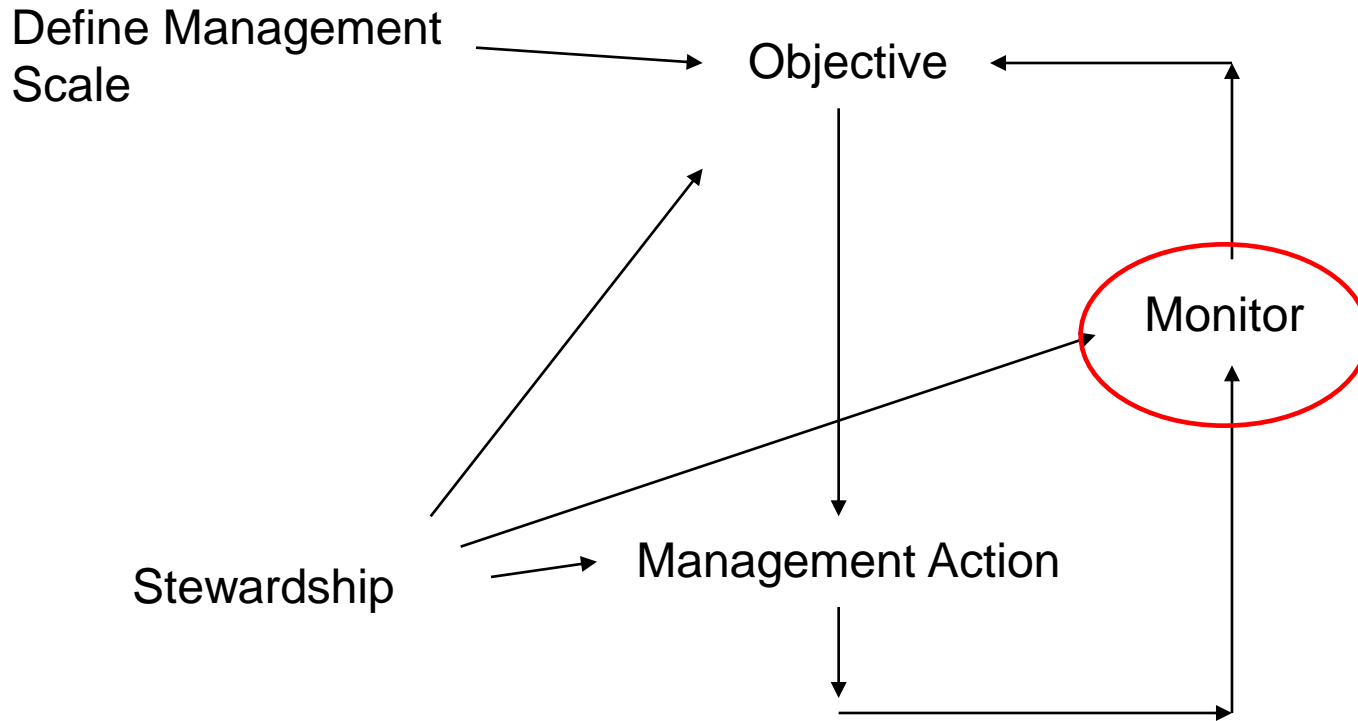 Define Management
Scale
Objective
Monitor
Management Action
Stewardship